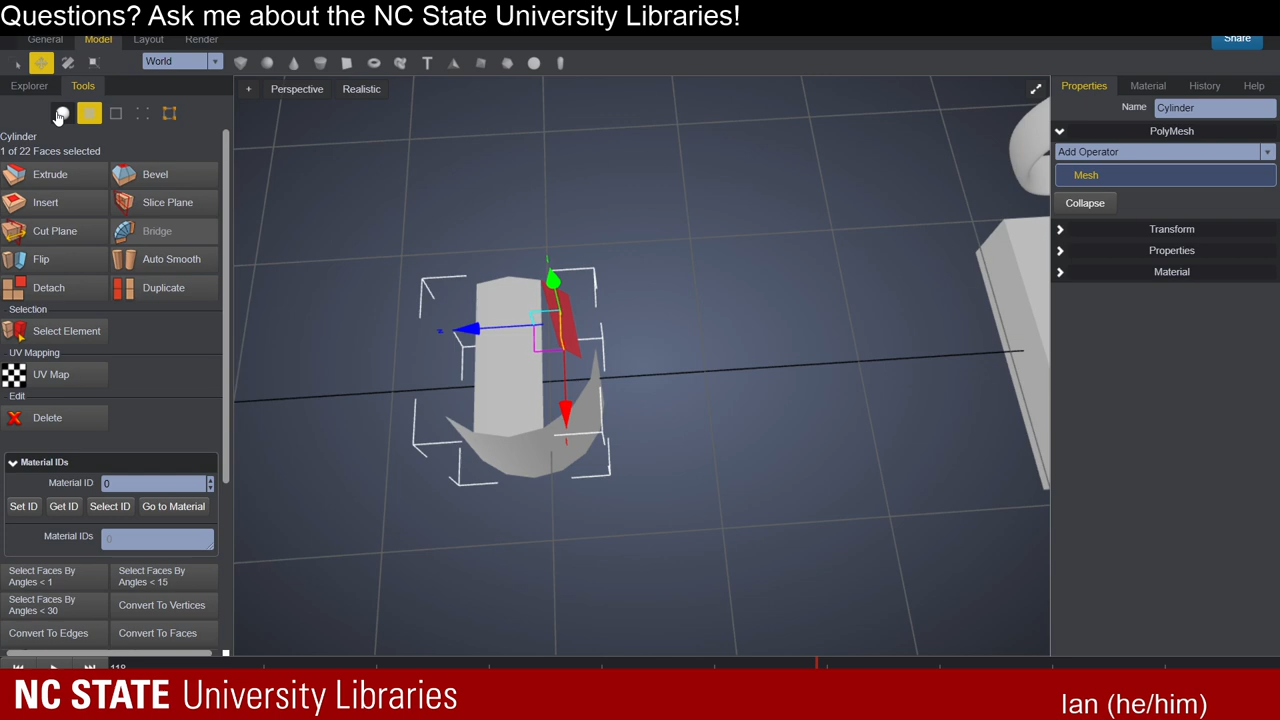 Questions? Ask me about the NC State University Libraries!
General Model Layout Render Share
World
Explorer Tools
+ Perspective Realistic
Properties Material History Help
Name Cylinder
PolyMesh
Add Operator
Mesh
Collapse
Transform
Properties
Material
Cylinder
1 of 22 Faces selected
Extrude Bevel
Insert Slice Plane
Cut Plane Bridge
Flip Auto Smooth
Detach Duplicate
Selection
Select Element
UV Mapping
UV Map
Edit
Delete
Material IDs
Material ID 0
Set ID Get ID Select ID Go to Material
Material IDs 0
Select Faces By Angles < 1 Select Faces By Angles < 15
Select Faces By Angles < 30 Convert To Vertices
Convert To Edges Convert To Faces
118
NC STATE University Libraries
Ian (he/him)